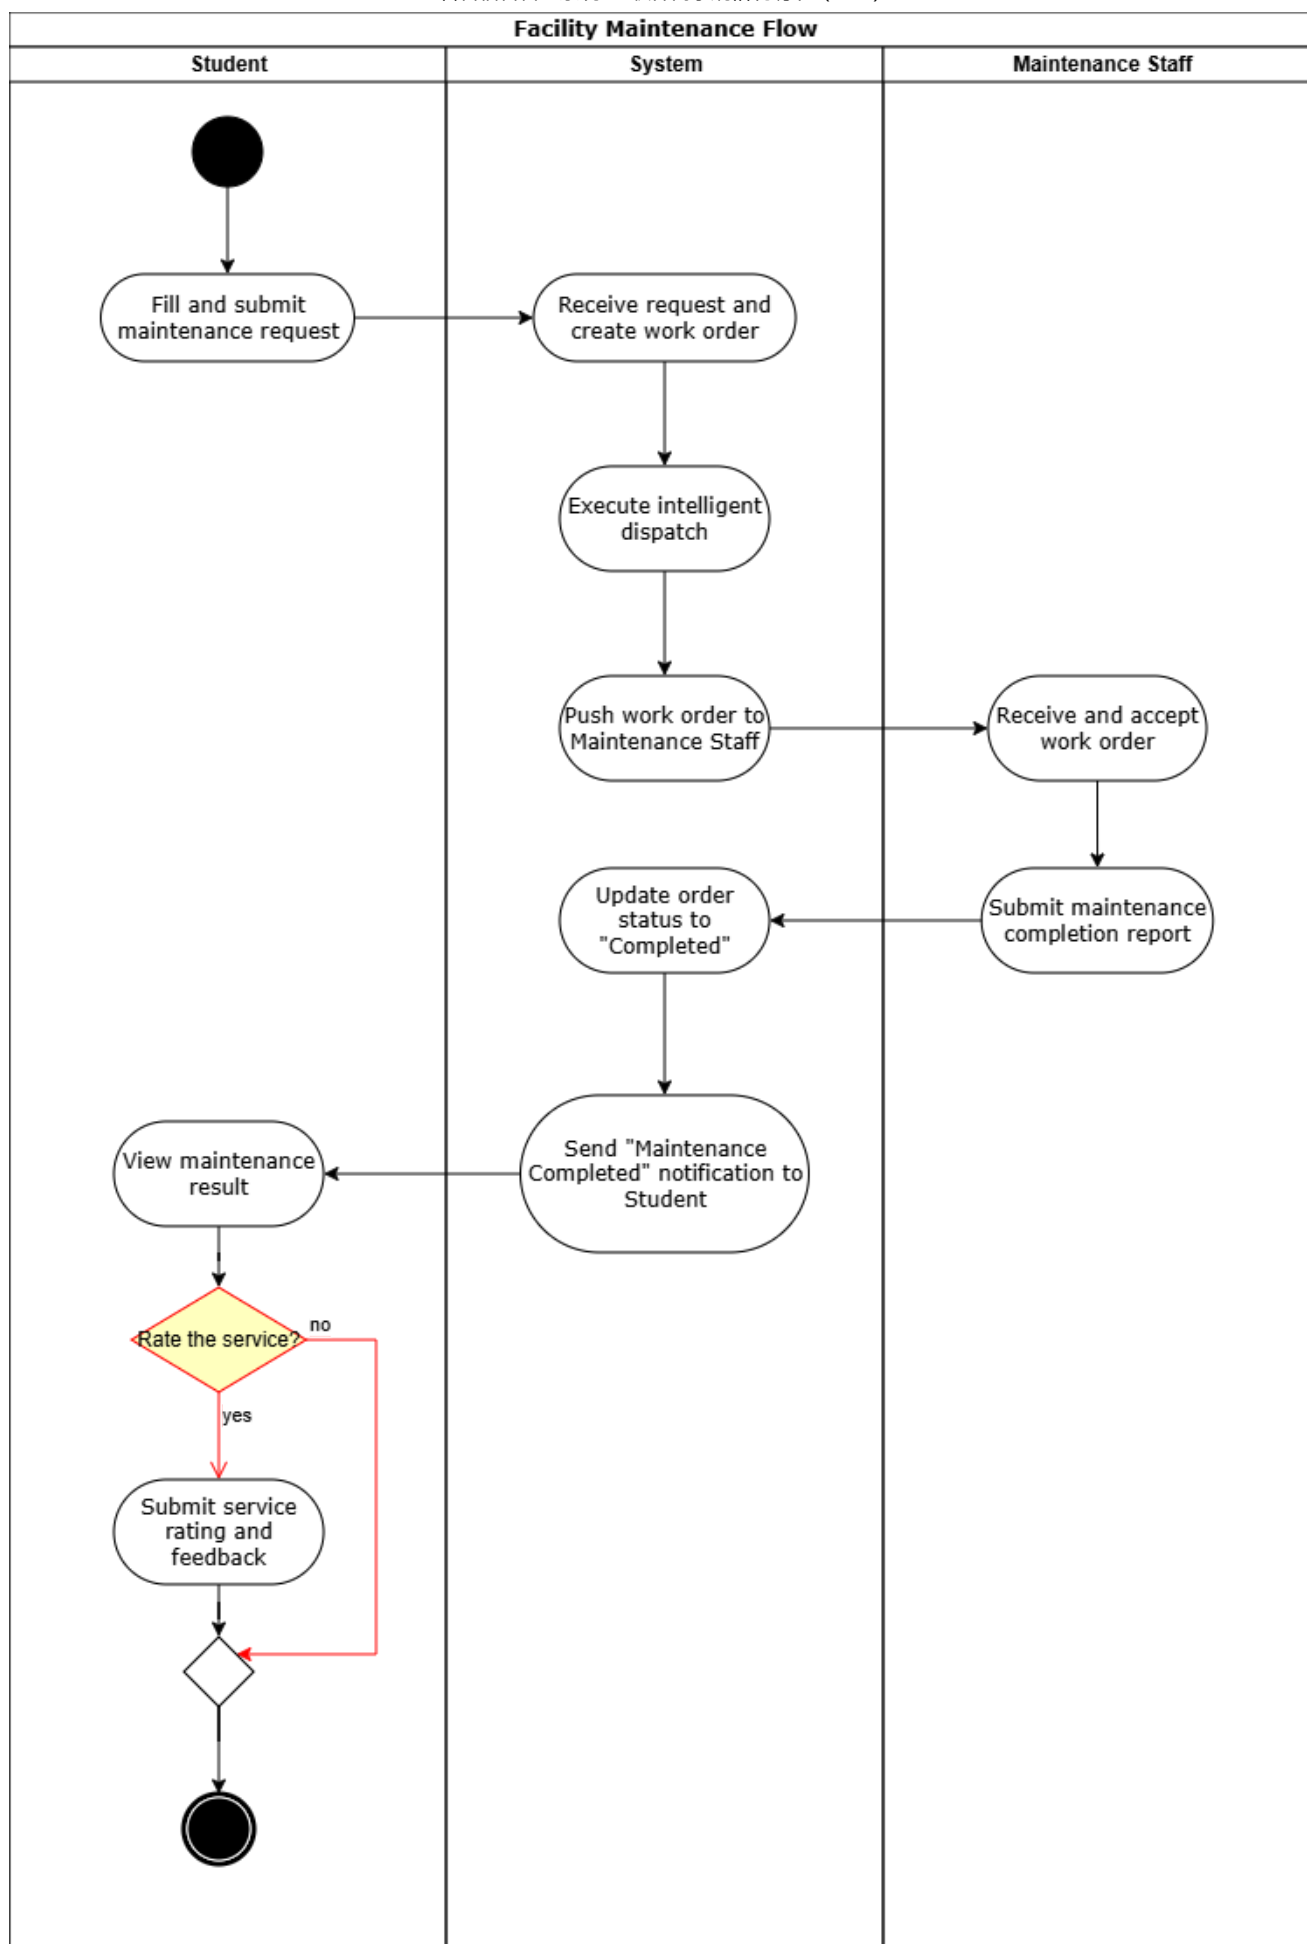 Facility Maintenance Flow
Student
System
Maintenance Staff
Fill and submit
maintenance request
Receive request and
create work order
Execute intelligent
dispatch
Push work order to
Maintenance Staff
Receive and accept
work order
Update order
status to
"Completed"
Submit maintenance
completion report
Send "Maintenance
Completed" notification to
Student
View maintenance
result
Rate the service?
no
yes
Submit service
rating and
feedback